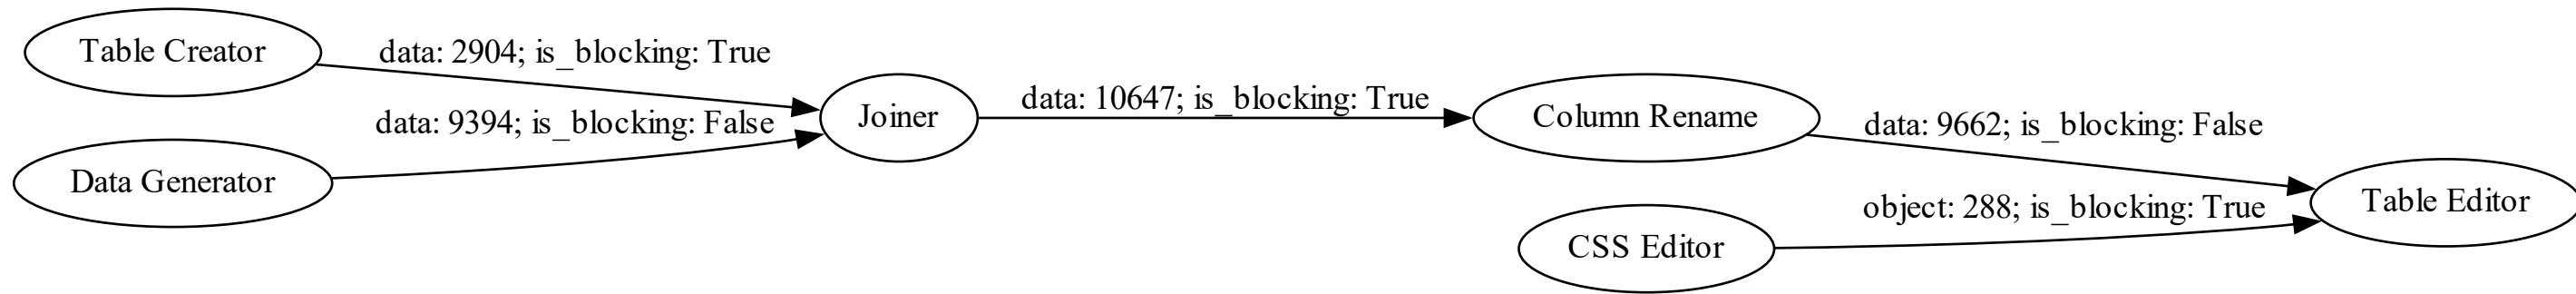 Table Creator
data: 2904; is_blocking: True
data: 9394; is_blocking: False
Data Generator
Joiner
data: 10647; is_blocking: True
Column Rename
data: 9662; is_blocking: False
object: 288; is_blocking: True
CSS Editor
Table Editor